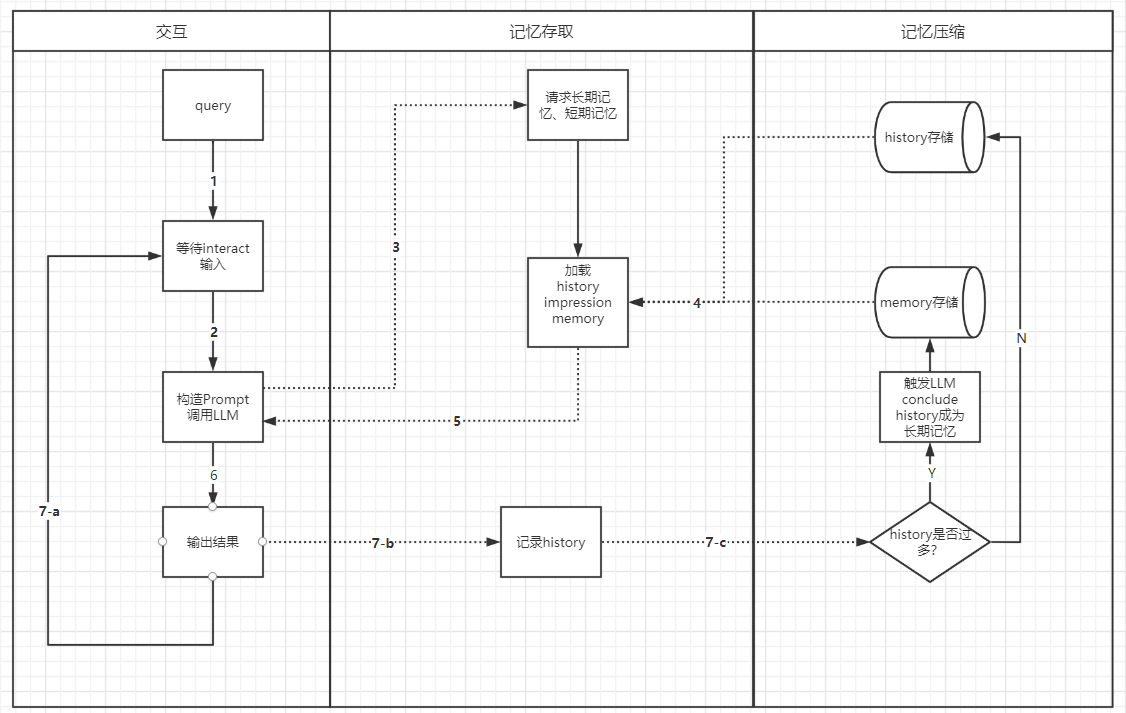 交互
记忆存取
记忆压缩
query
请求长期记
忆、短期记忆
history存储
1
等待interact
输入
3
加载
history
impression
memory
4
memory存储
2
N
构造Prompt
调用LLM
5
触发LLM
conclude
history成为
长期记忆
6
Y
7-a
输出结果
7-b
记录history
7-c
history是否过
多？